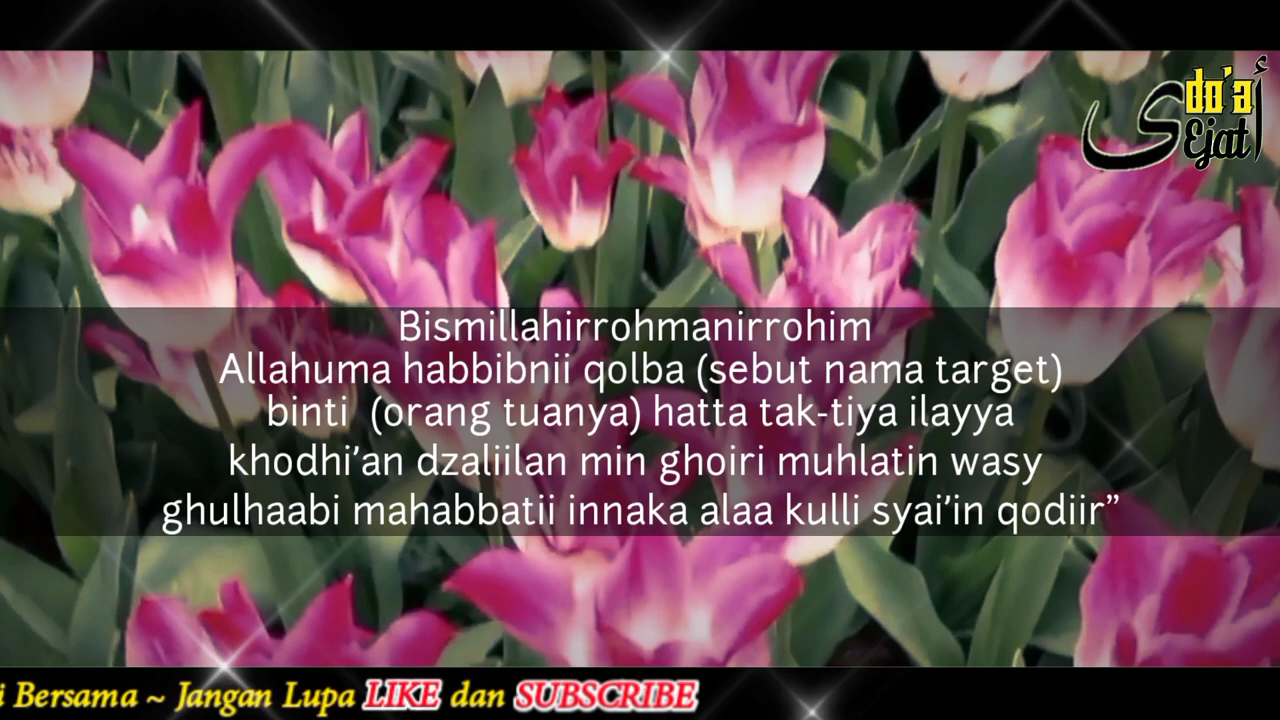 do'a
Ejati
Bismillahirrohmanirrohim
Allahuma habbibnii qolba (sebut nama target)
binti (orang tuanya) hatta tak-tiya ilayya
khodhi'an dzaliilan min ghoiri muhlatin wasy
ghulhaabi mahabbatii innaka alaa kulli syai'in qodiir”
i Bersama ~ Jangan Lupa LIKE dan SUBSCRIBE